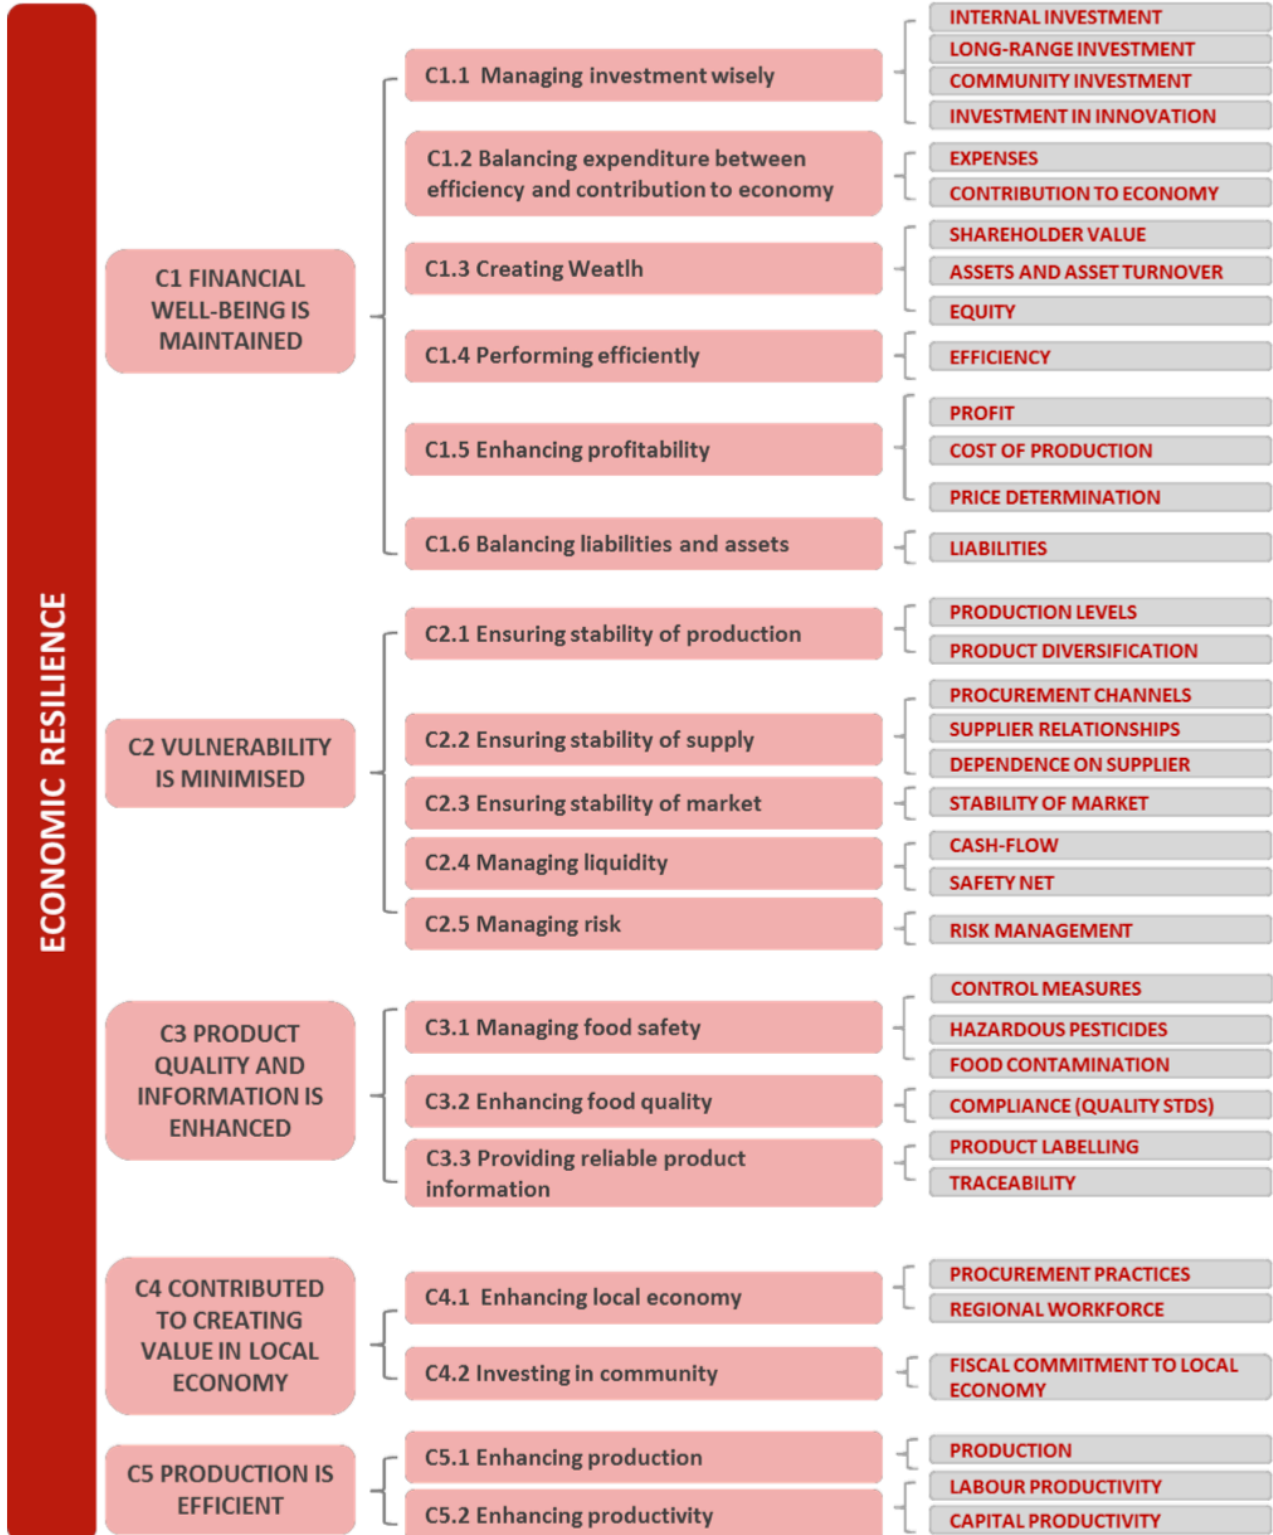 ECONOMIC RESILIENCE
C1 FINANCIAL
WELL-BEING IS
MAINTAINED
C1.1 Managing investment wisely
INTERNAL INVESTMENT
LONG-RANGE INVESTMENT
COMMUNITY INVESTMENT
INVESTMENT IN INNOVATION
C1.2 Balancing expenditure between
efficiency and contribution to economy
EXPENSES
CONTRIBUTION TO ECONOMY
C1.3 Creating Weatlh
SHAREHOLDER VALUE
ASSETS AND ASSET TURNOVER
EQUITY
C1.4 Performing efficiently
EFFICIENCY
C1.5 Enhancing profitability
PROFIT
COST OF PRODUCTION
PRICE DETERMINATION
C1.6 Balancing liabilities and assets
LIABILITIES
C2 VULNERABILITY
IS MINIMISED
C2.1 Ensuring stability of production
PRODUCTION LEVELS
PRODUCT DIVERSIFICATION
C2.2 Ensuring stability of supply
PROCUREMENT CHANNELS
SUPPLIER RELATIONSHIPS
DEPENDENCE ON SUPPLIER
C2.3 Ensuring stability of market
STABILITY OF MARKET
C2.4 Managing liquidity
CASH-FLOW
SAFETY NET
C2.5 Managing risk
RISK MANAGEMENT
C3 PRODUCT
QUALITY AND
INFORMATION IS
ENHANCED
C3.1 Managing food safety
CONTROL MEASURES
HAZARDOUS PESTICIDES
FOOD CONTAMINATION
C3.2 Enhancing food quality
COMPLIANCE (QUALITY STDS)
C3.3 Providing reliable product
information
PRODUCT LABELLING
TRACEABILITY
C4 CONTRIBUTED
TO CREATING
VALUE IN LOCAL
ECONOMY
C4.1 Enhancing local economy
PROCUREMENT PRACTICES
REGIONAL WORKFORCE
C4.2 Investing in community
FISCAL COMMITMENT TO LOCAL
ECONOMY
C5 PRODUCTION IS
EFFICIENT
C5.1 Enhancing production
PRODUCTION
C5.2 Enhancing productivity
LABOUR PRODUCTIVITY
CAPITAL PRODUCTIVITY